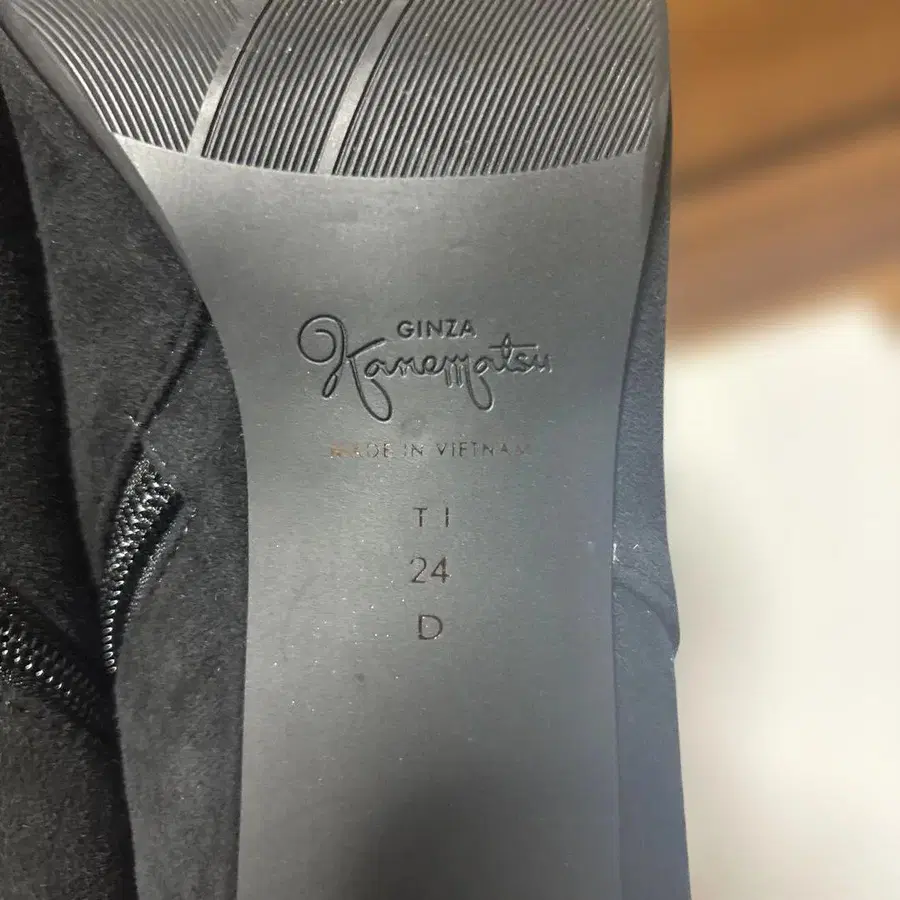 GINZA
Kanematsu
MADE IN VIETNAM
T I
24
D